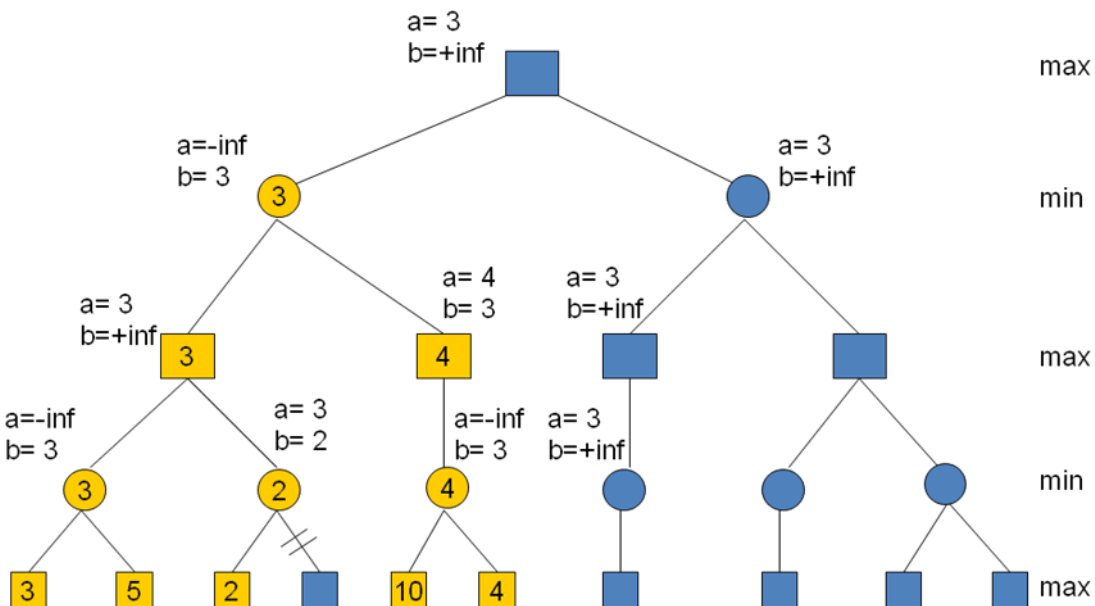 a= 3
b=+inf
max
a=-inf
b= 3
3
a= 3
b=+inf
min
a= 3
b=+inf
3
a= 4
b= 3
4
a= 3
b=+inf
max
a=-inf
b= 3
3
a= 3
b= 2
2
a=-inf
b= 3
4
a= 3
b=+inf
min
3
5
2
10
4
max